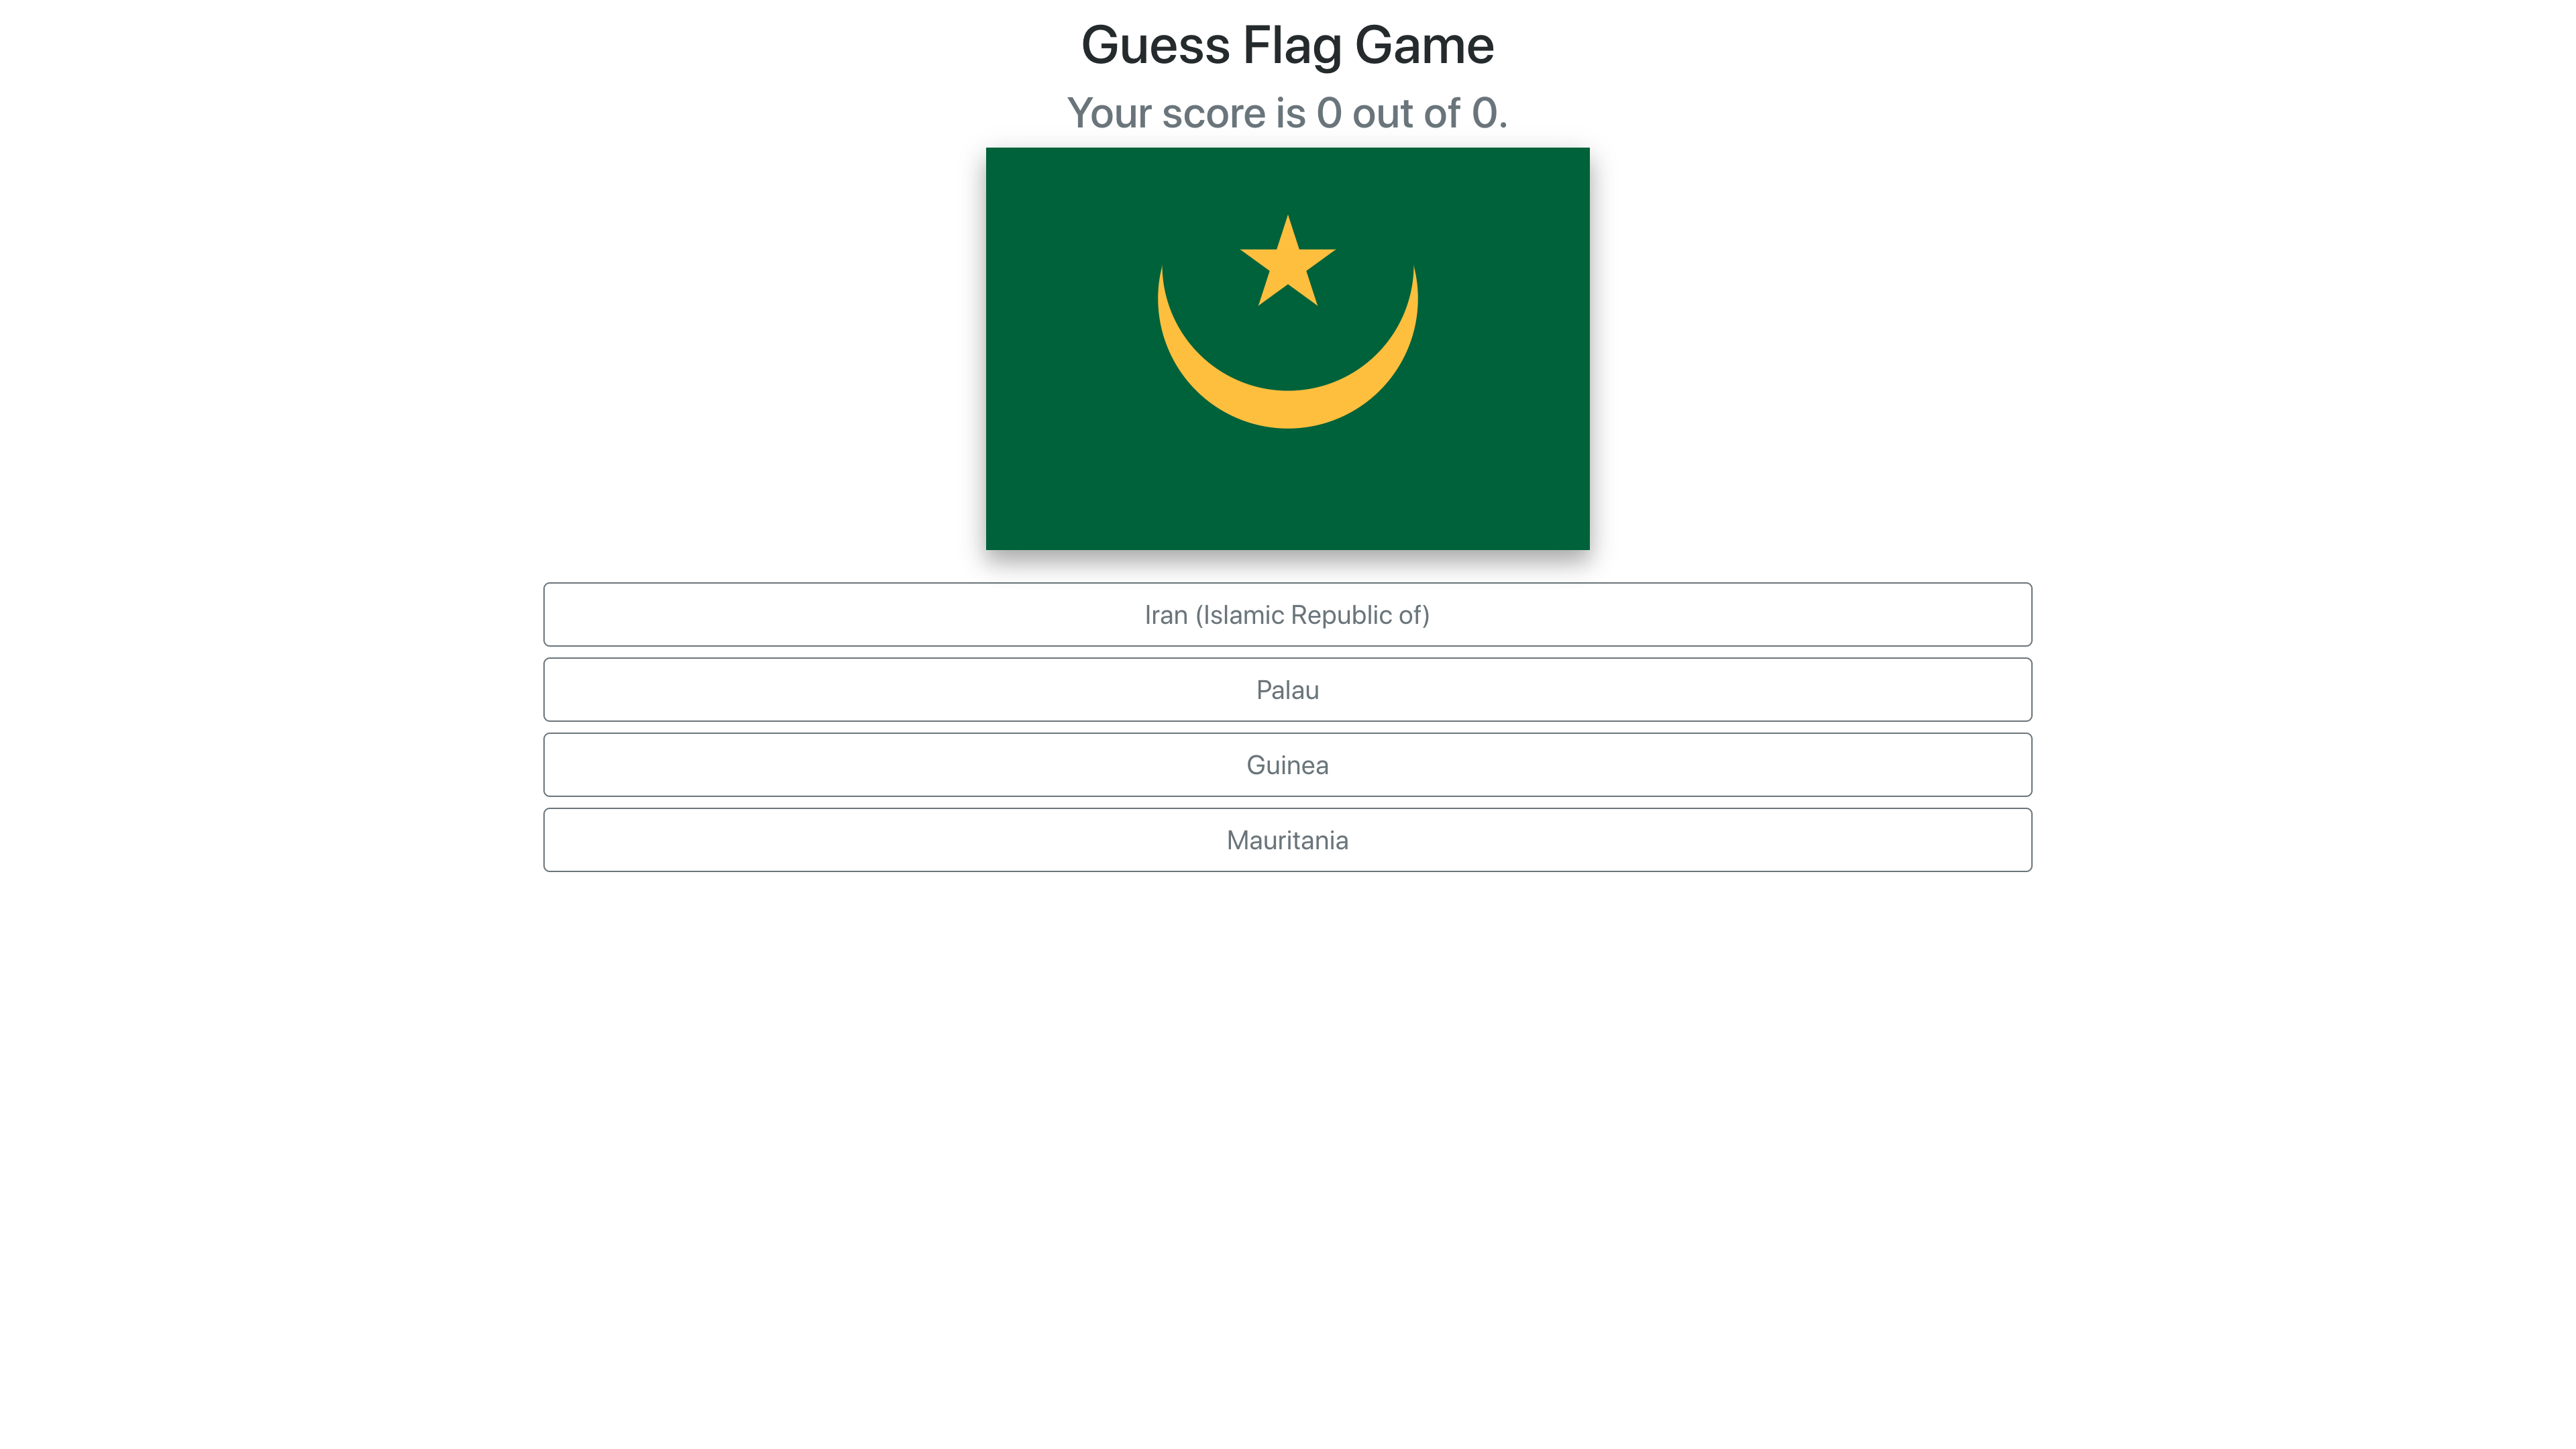 Guess Flag Game
Your score is 0 out of 0.
Iran (Islamic Republic of)
Palau
Guinea
Mauritania